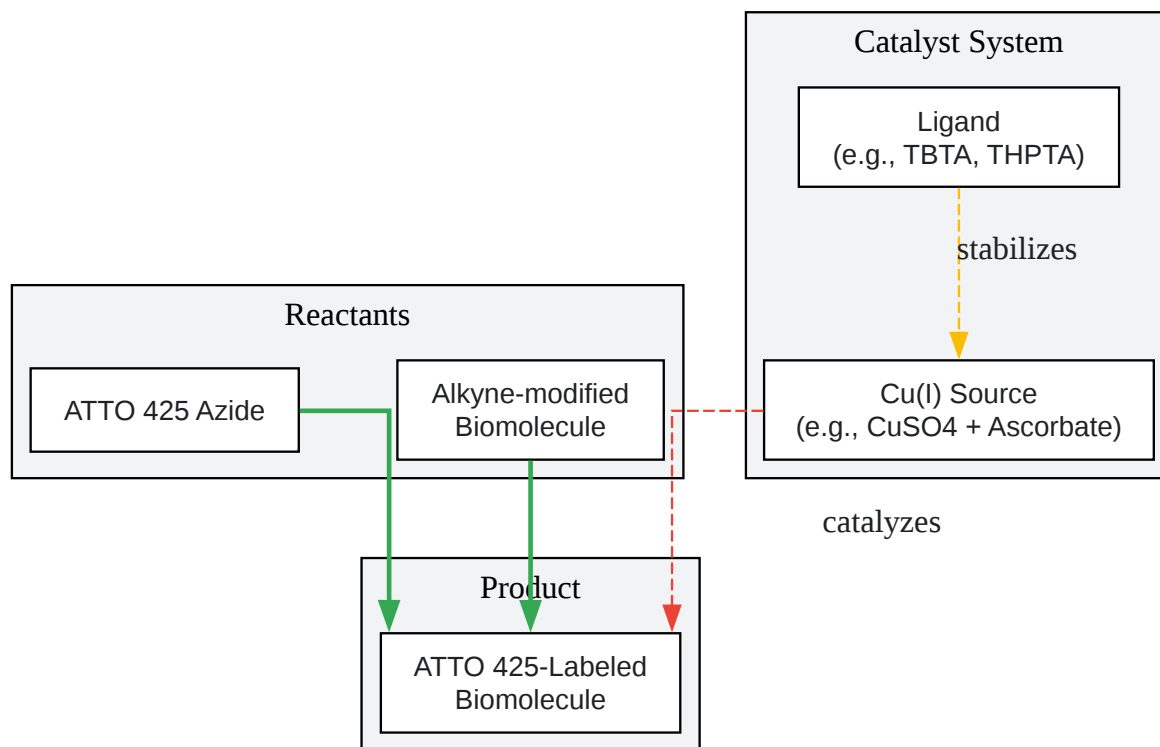 Catalyst System
Ligand
(e.g., TBTA, THPTA)
stabilizes
Reactants
ATTO 425 Azide
Alkyne-modified
Biomolecule
Cu(I) Source
(e.g., CuSO4 + Ascorbate)
catalyzes
Product
ATTO 425-Labeled
Biomolecule